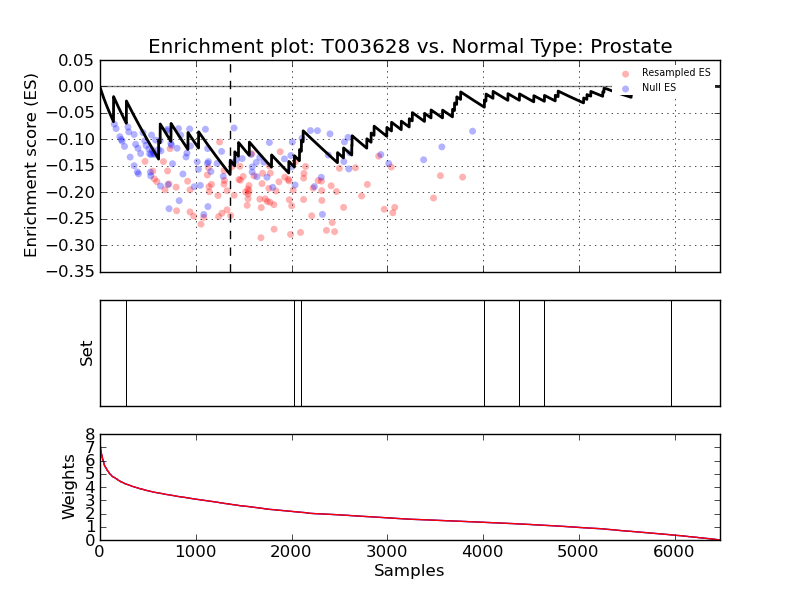 Enrichment plot: T003628 vs. Normal Type: Prostate
Enrichment score (ES)
0.05
0.00
−0.05
−0.10
−0.15
−0.20
−0.25
−0.30
−0.35
Resampled ES
Null ES
Set
Weights
8
7
6
5
4
3
2
1
0
0 1000 2000 3000 4000 5000 6000
Samples